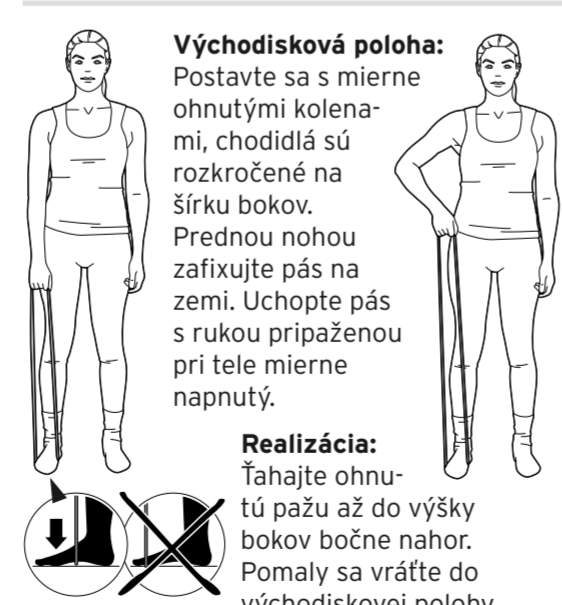 Východisková poloha:
Postavte sa s mierne
ohnutými kolena-
mi, chodidlá sú
rozkročené na
šírku bokov.
Prednou nohou
zafixujte pás na
zemi. Uchopte pás
s rukou pripaženou
pri tele mierne
napnutý.
Realizácia:
Ťahajte ohnu-
tú pažu až do výšky
bokov bočne nahor.
Pomaly sa vráťte do
východiskovej polohy